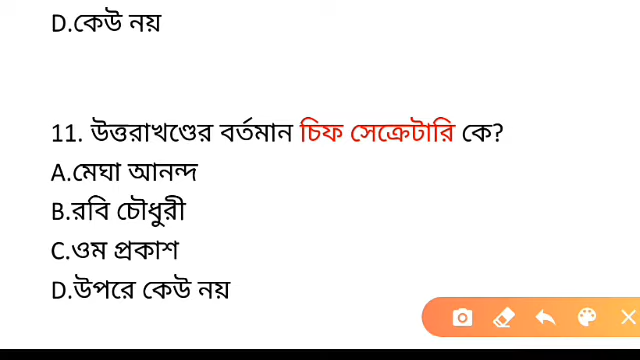 D.কেউ নয়
11. উত্তরাখণ্ডের বর্তমান চিফ সেক্রেটারি কে?
A.মেঘা আনন্দ
B.রবি চৌধুরী
C.ওম প্রকাশ
D.উপরে কেউ নয়